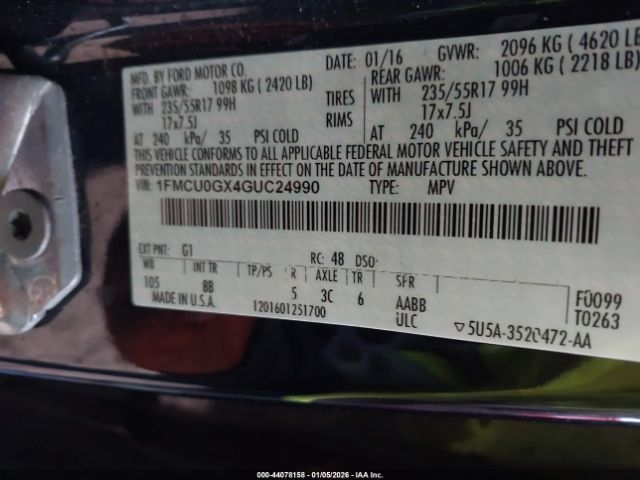 MFD. BY FORD MOTOR CO.
DATE: 01/16 GVWR: 2096 KG ( 4620 LB
FRONT GAWR: 1098 KG ( 2420 LB)
REAR GAWR: 1006 KG ( 2218 LB)
WITH 235/55R17 99H TIRES WITH 235/55R17 99H
17x7.5J RIMS 17x7.5J
AT 240 kPa/ 35 PSI COLD AT 240 kPa/ 35 PSI COLD
THIS VEHICLE CONFORMS TO ALL APPLICABLE FEDERAL MOTOR VEHICLE SAFETY AND THEFT
PREVENTION STANDARDS IN EFFECT ON THE DATE OF MANUFACTURE SHOWN ABOVE.
VIN: 1FMCU0GX4GUC24990 TYPE: MPV
EXT PNT: G1 RC: 48 DSO:
WB INT TR TP/PS R AXLE TR SFR
105 BB 5 3C 6 AABB
F0099
MADE IN U.S.A. 1201601251700 ULC
T0263
▽5U5A-3520472-AA
000-44078158 - 01/05/2026 - IAAI.COM